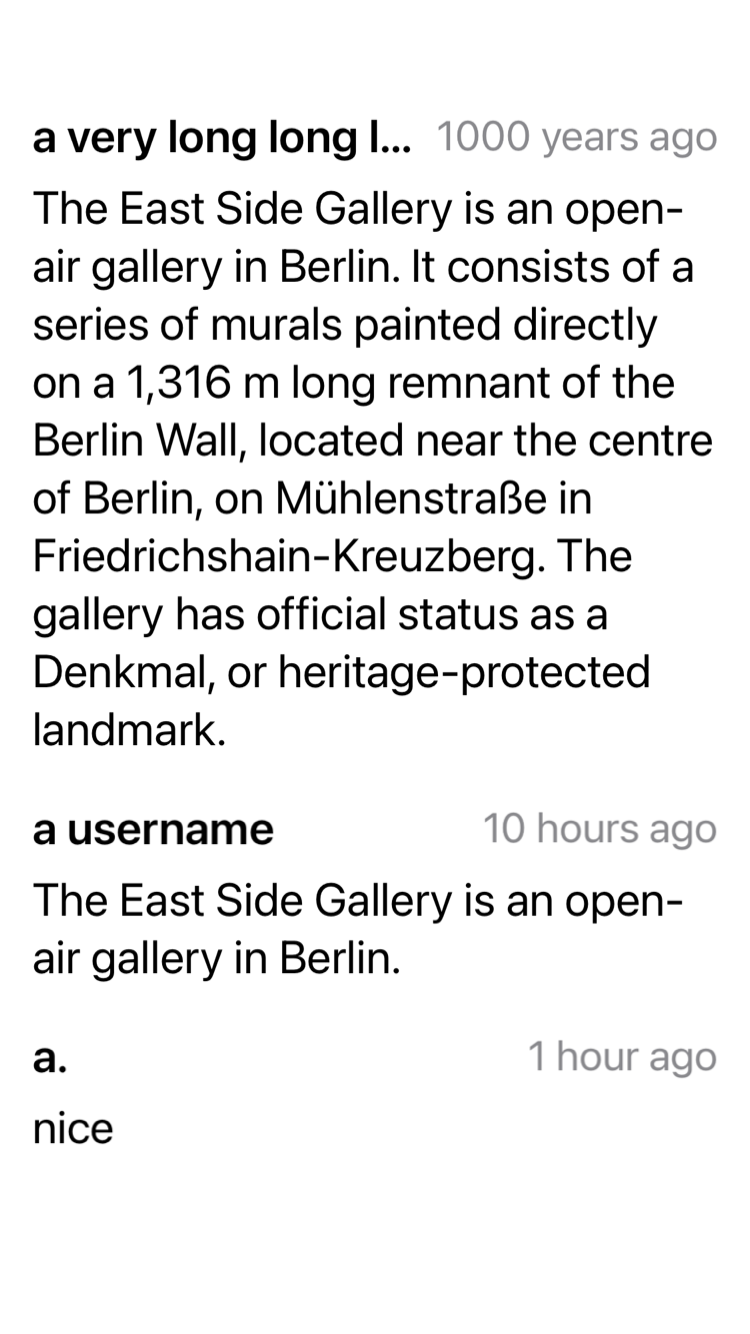 a very long long l... 1000 years ago
The East Side Gallery is an open-
air gallery in Berlin. It consists of a
series of murals painted directly
on a 1,316 m long remnant of the
Berlin Wall, located near the centre
of Berlin, on Mühlenstraße in
Friedrichshain-Kreuzberg. The
gallery has official status as a
Denkmal, or heritage-protected
landmark.
a username 10 hours ago
The East Side Gallery is an open-
air gallery in Berlin.
a. 1 hour ago
nice